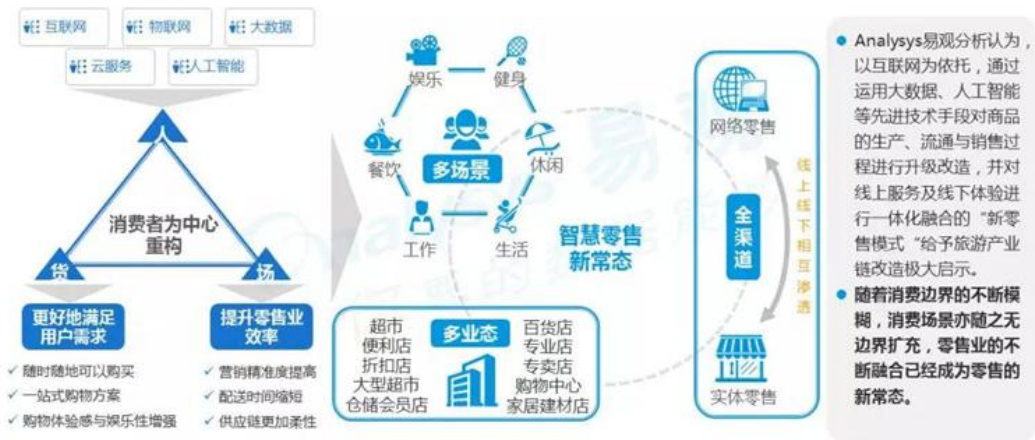 互联网
物联网
大数据
云服务
人工智能
人
消费者为中心
重构
货
场
更好地满足
用户需求
提升零售业
效率
✓ 随时随地可以购买
✓ 一站式购物方案
✓ 购物体验感与娱乐性增强
✓ 营销精准度提高
✓ 配送时间缩短
✓ 供应链更加柔性
娱乐
健身
餐饮
多场景
休闲
工作
生活
智慧零售
新常态
超市
便利店
折扣店
大型超市
仓储会员店
多业态
百货店
专业店
专卖店
购物中心
家居建材店
网络零售
全渠道
线上线下相互渗透
实体零售
● Analysys易观分析认为，
以互联网为依托，通过
运用大数据、人工智能
等先进技术手段对商品
的生产、流通与销售过
程进行升级改造，并对
线上服务及线下体验进
行一体化融合的“新零
售模式“给予旅游产业
链改造极大启示。
● 随着消费边界的不断模
糊，消费场景亦随之无
边界扩充，零售业的不
断融合已经成为零售的
新常态。